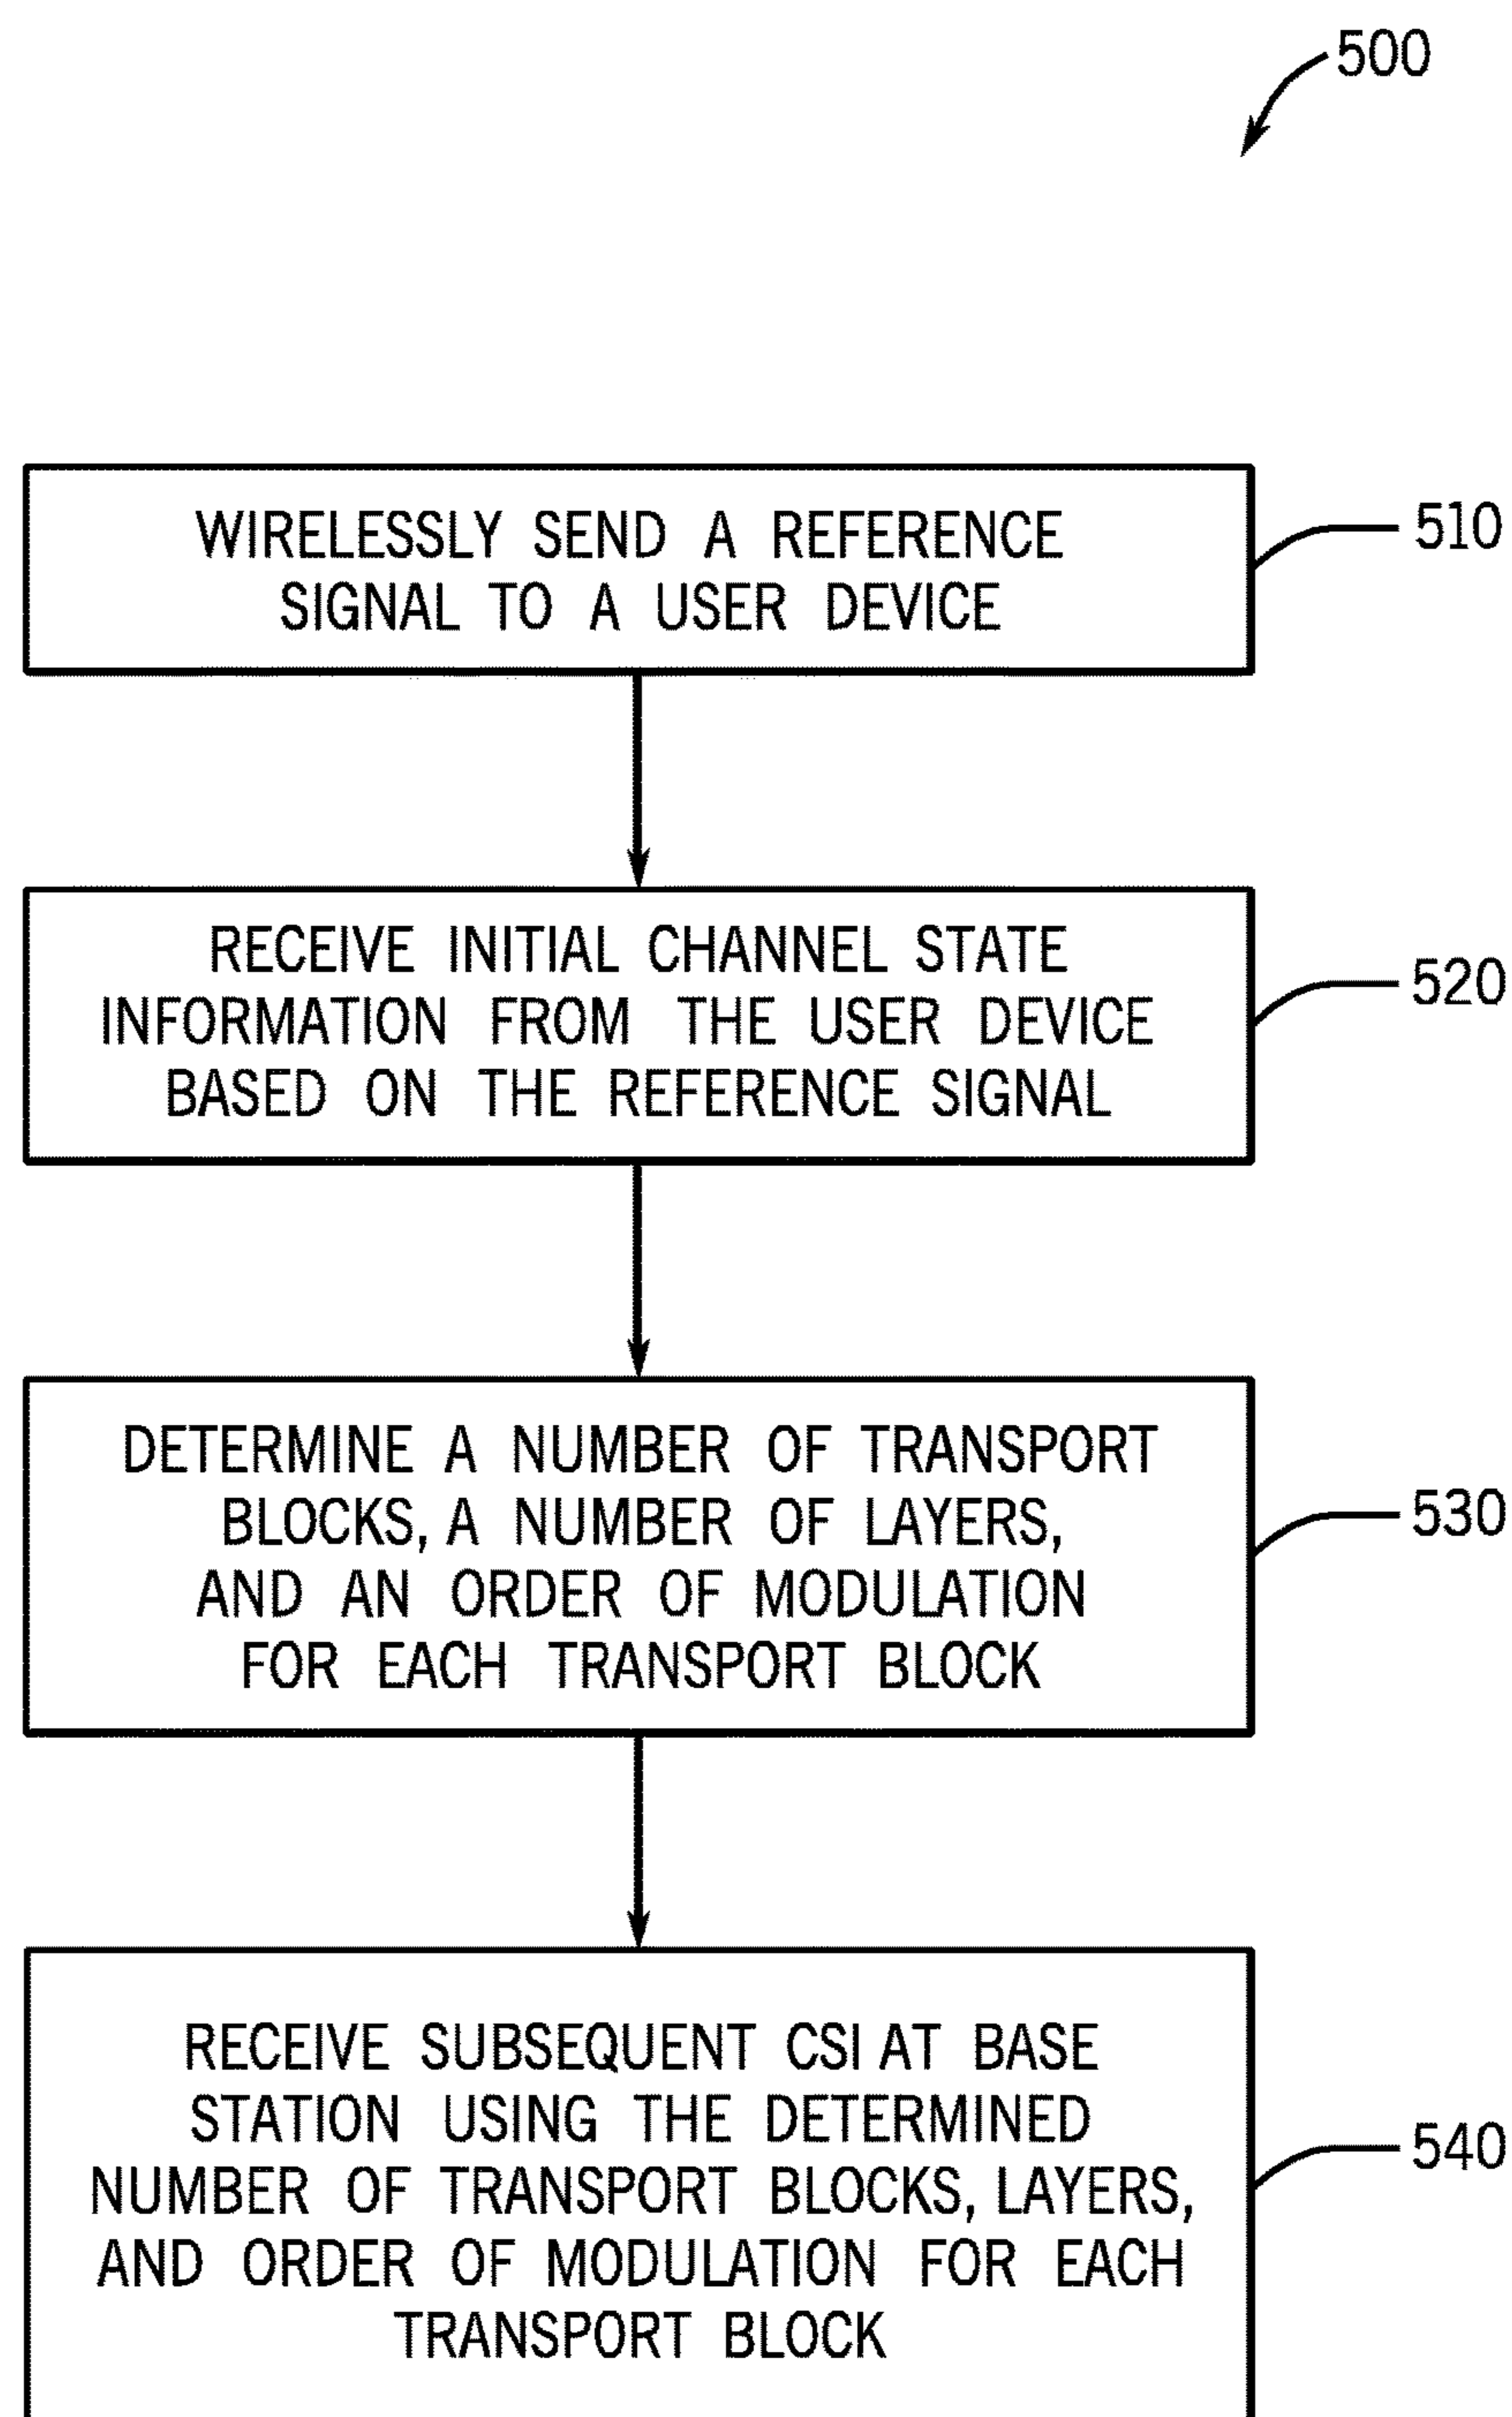 500
WIRELESSLY SEND A REFERENCE
SIGNAL TO A USER DEVICE
510
RECEIVE INITIAL CHANNEL STATE
INFORMATION FROM THE USER DEVICE
BASED ON THE REFERENCE SIGNAL
520
DETERMINE A NUMBER OF TRANSPORT
BLOCKS, A NUMBER OF LAYERS,
AND AN ORDER OF MODULATION
FOR EACH TRANSPORT BLOCK
530
RECEIVE SUBSEQUENT CSI AT BASE
STATION USING THE DETERMINED
NUMBER OF TRANSPORT BLOCKS, LAYERS,
AND ORDER OF MODULATION FOR EACH
TRANSPORT BLOCK
540